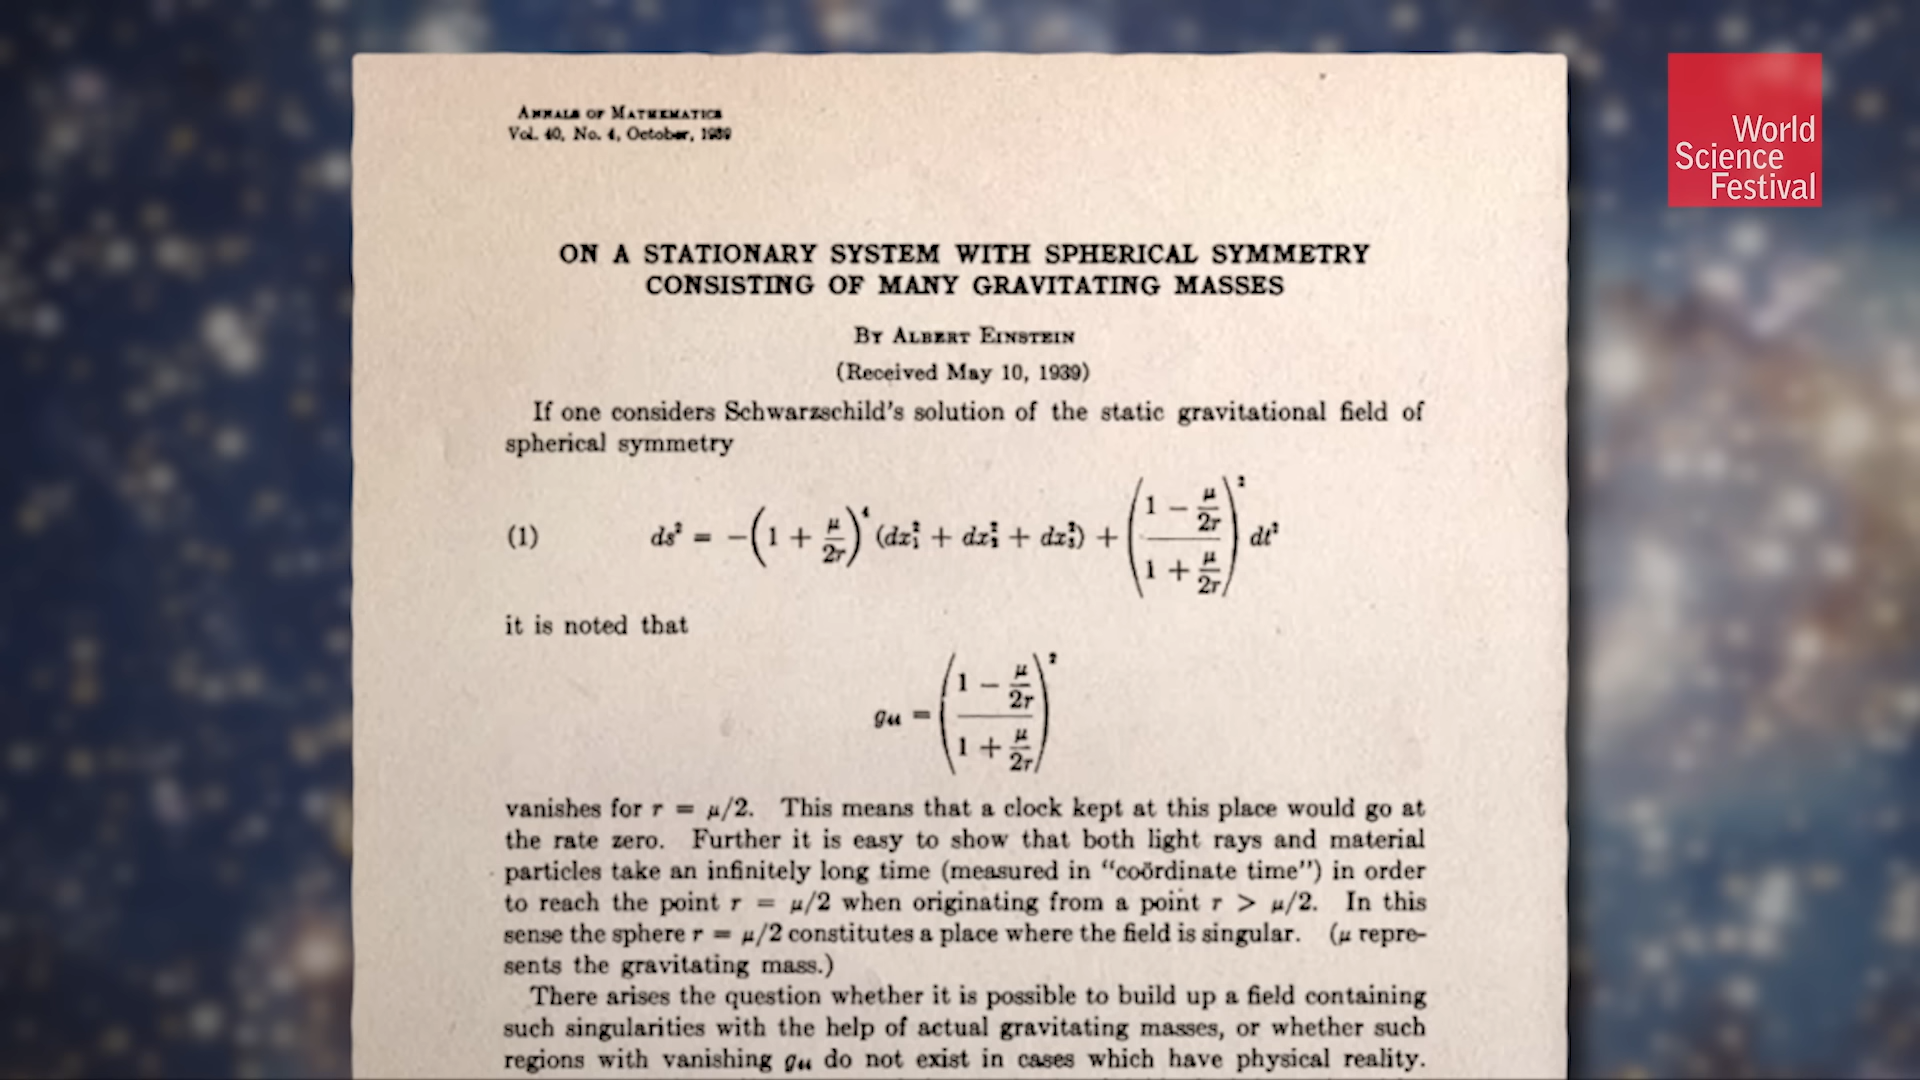 ANNALS OF MATHEMATICS
Vol. 40, No. 4, October, 1939
World
Science
Festival
ON A STATIONARY SYSTEM WITH SPHERICAL SYMMETRY
CONSISTING OF MANY GRAVITATING MASSES
BY ALBERT EINSTEIN
(Received May 10, 1939)
If one considers Schwarzschild's solution of the static gravitational field of
spherical symmetry
(1) ds² = −(1 + μ/2r)⁴ (dx₁² + dx₂² + dx₃²) + ((1 − μ/2r)/(1 + μ/2r))² dt²
it is noted that
g₄₄ = ((1 − μ/2r)/(1 + μ/2r))²
vanishes for r = μ/2. This means that a clock kept at this place would go at
the rate zero. Further it is easy to show that both light rays and material
particles take an infinitely long time (measured in “coördinate time”) in order
to reach the point r = μ/2 when originating from a point r > μ/2. In this
sense the sphere r = μ/2 constitutes a place where the field is singular. (μ repre-
sents the gravitating mass.)
There arises the question whether it is possible to build up a field containing
such singularities with the help of actual gravitating masses, or whether such
regions with vanishing g₄₄ do not exist in cases which have physical reality.